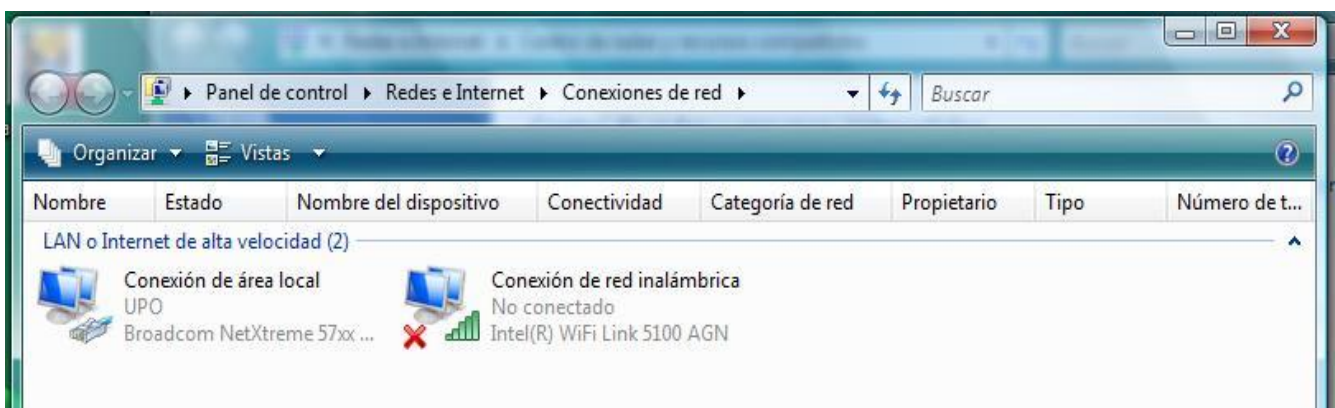 Panel de control Redes e Internet Conexiones de red Buscar
Organizar Vistas
Nombre Estado Nombre del dispositivo Conectividad Categoría de red Propietario Tipo Número de t...
LAN o Internet de alta velocidad (2)
Conexión de área local
UPO
Broadcom NetXtreme 57xx ...
Conexión de red inalámbrica
No conectado
Intel(R) WiFi Link 5100 AGN